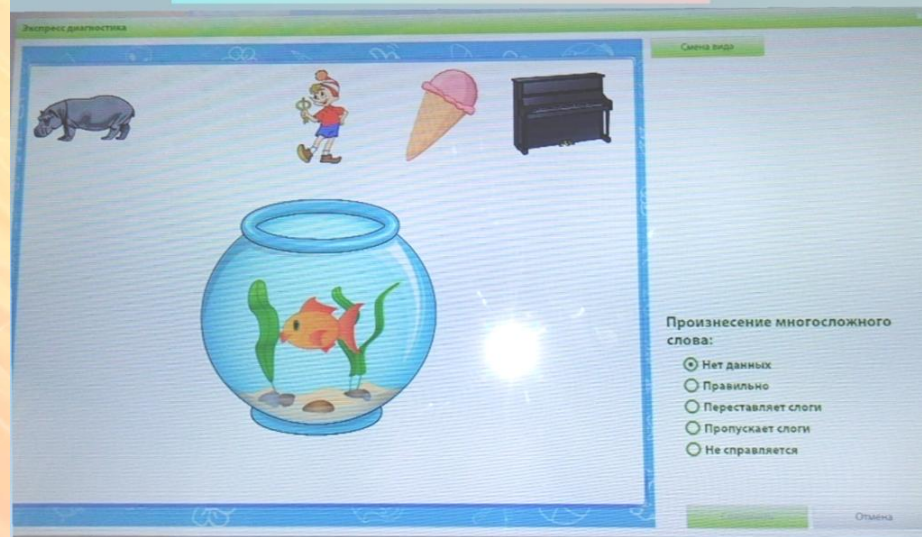 Экспресс диагностика
Смена вида
Произнесение многосложного
слова:
Нет данных
Правильно
Переставляет слоги
Пропускает слоги
Не справляется
Отмена